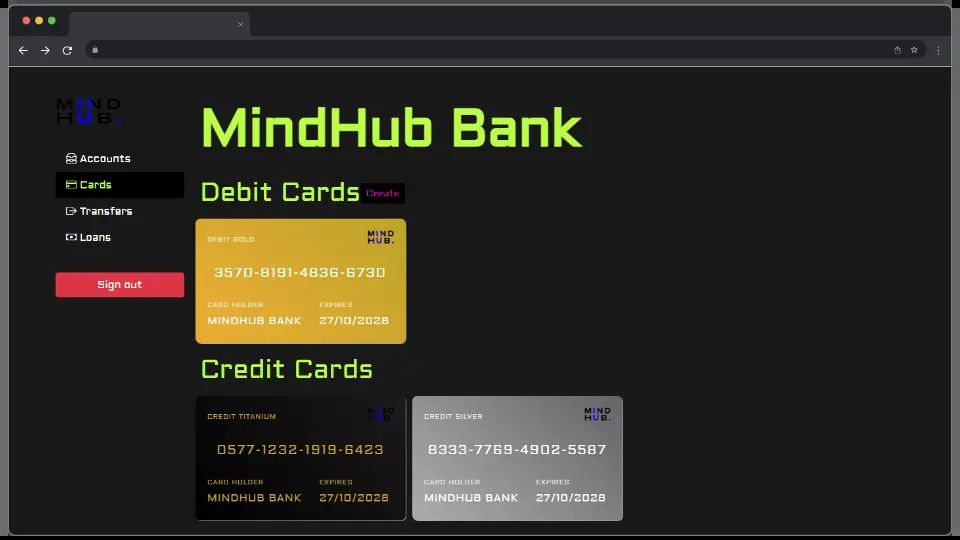 MIND
HUB.
MindHub Bank
Accounts
Cards
Transfers
Loans
Sign out
Debit Cards Create
DEBIT GOLD
MIND
HUB.
3570-8191-4836-6730
CARD HOLDER EXPIRES
MINDHUB BANK 27/10/2028
Credit Cards
CREDIT TITANIUM
MIND
HUB.
0577-1232-1919-6423
CARD HOLDER EXPIRES
MINDHUB BANK 27/10/2028
CREDIT SILVER
MIND
HUB.
8333-7769-4902-5587
CARD HOLDER EXPIRES
MINDHUB BANK 27/10/2028